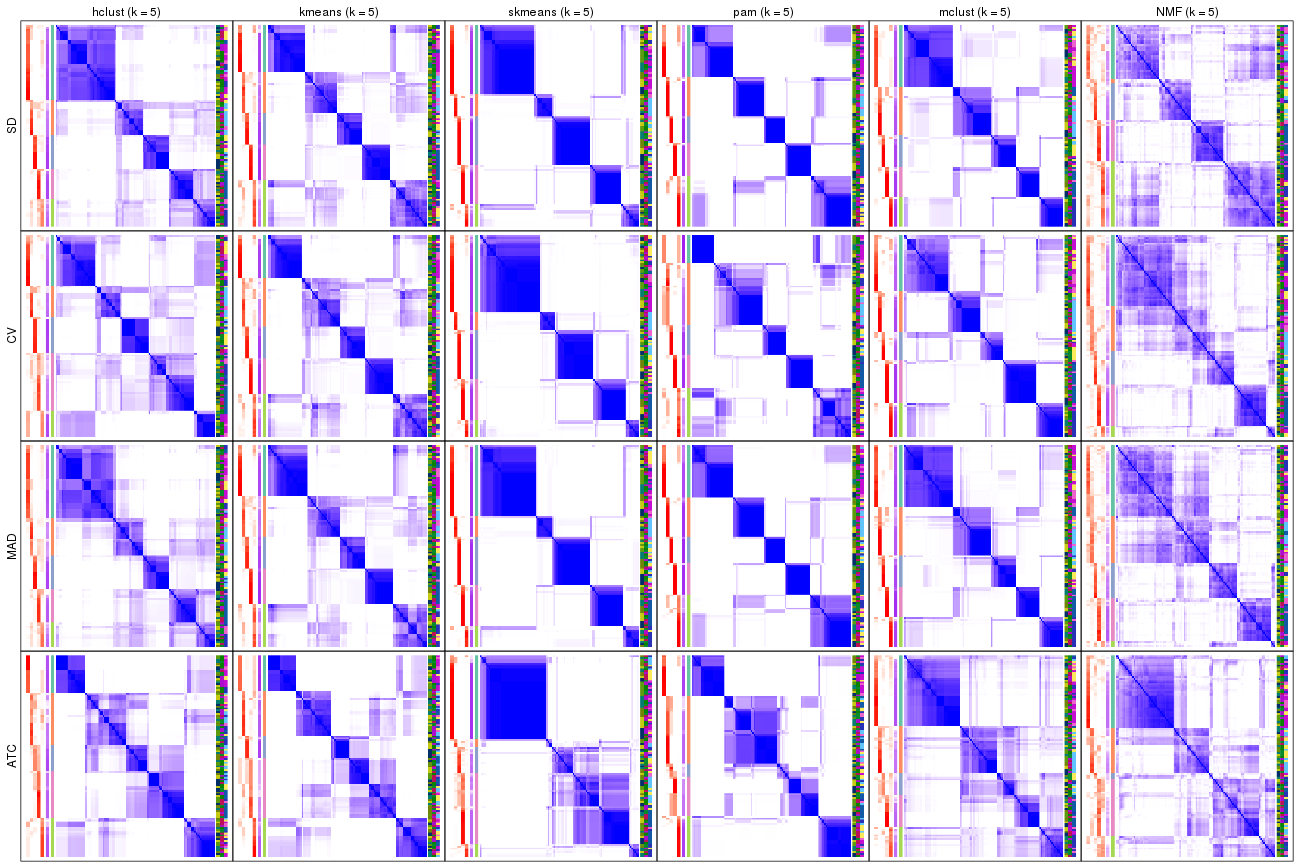 hclust (k = 5) kmeans (k = 5) skmeans (k = 5) pam (k = 5) mclust (k = 5) NMF (k = 5)
SD
CV
MAD
ATC